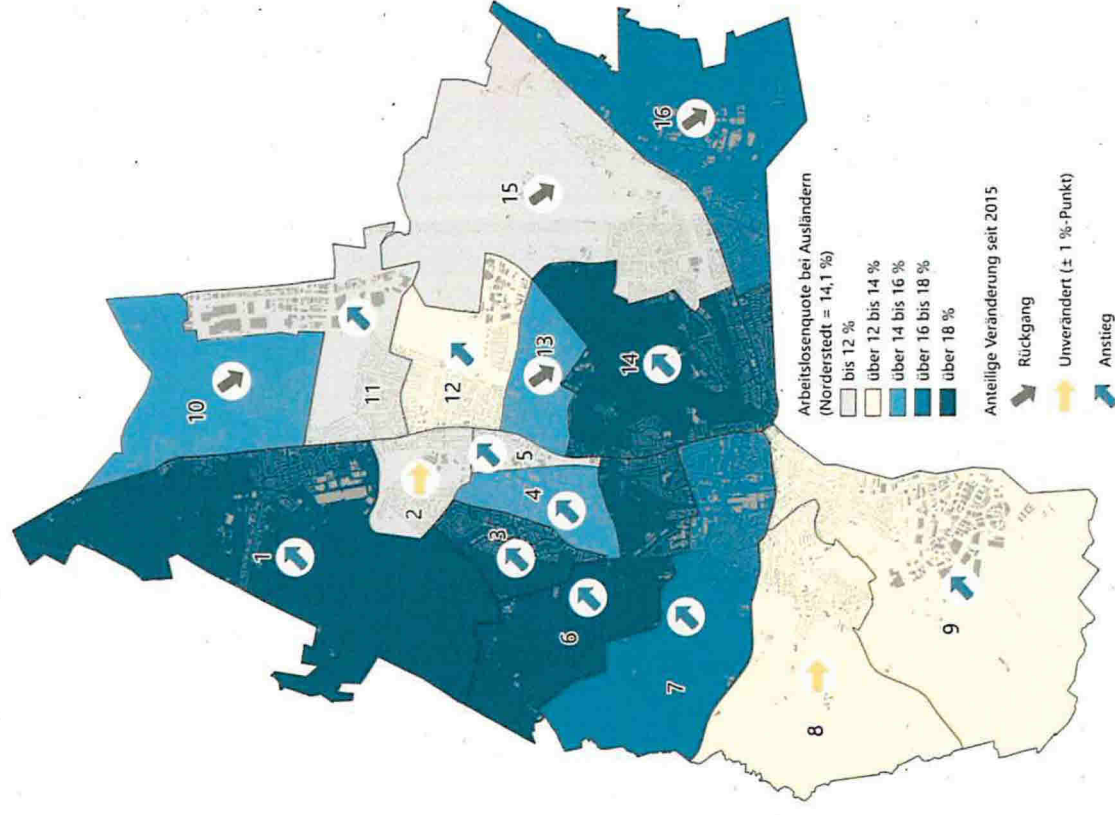 1
2
3
4
5
6
7
8
9
10
11
12
13
14
15
16
Arbeitslosenquote bei Ausländern
(Norderstedt = 14,1 %)
bis 12 %
über 12 bis 14 %
über 14 bis 16 %
über 16 bis 18 %
über 18 %
Anteilige Veränderung seit 2015
Rückgang
Unverändert (± 1 %-Punkt)
Anstieg